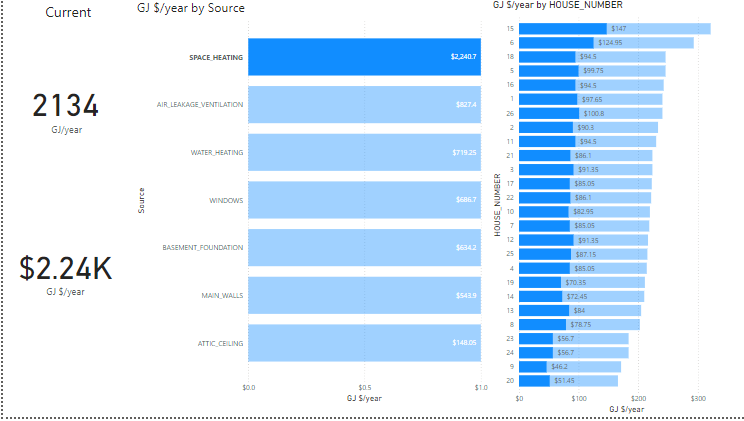 Current
2134
GJ/year
$2.24K
GJ $/year
GJ $/year by Source
Source
SPACE_HEATING $2,240.7
AIR_LEAKAGE_VENTILATION $827.4
WATER_HEATING $719.25
WINDOWS $686.7
BASEMENT_FOUNDATION $634.2
MAIN_WALLS $543.9
ATTIC_CEILING $148.05
$0.0 $0.5 $1.0
GJ $/year
GJ $/year by HOUSE_NUMBER
HOUSE_NUMBER
15 $147
6 $124.95
18 $94.5
5 $99.75
16 $94.5
1 $97.65
26 $100.8
2 $90.3
11 $94.5
21 $86.1
3 $91.35
17 $85.05
22 $86.1
10 $82.95
7 $85.05
12 $91.35
25 $87.15
4 $85.05
19 $70.35
14 $72.45
13 $84
8 $78.75
23 $56.7
24 $56.7
9 $46.2
20 $51.45
$0 $100 $200 $300
GJ $/year